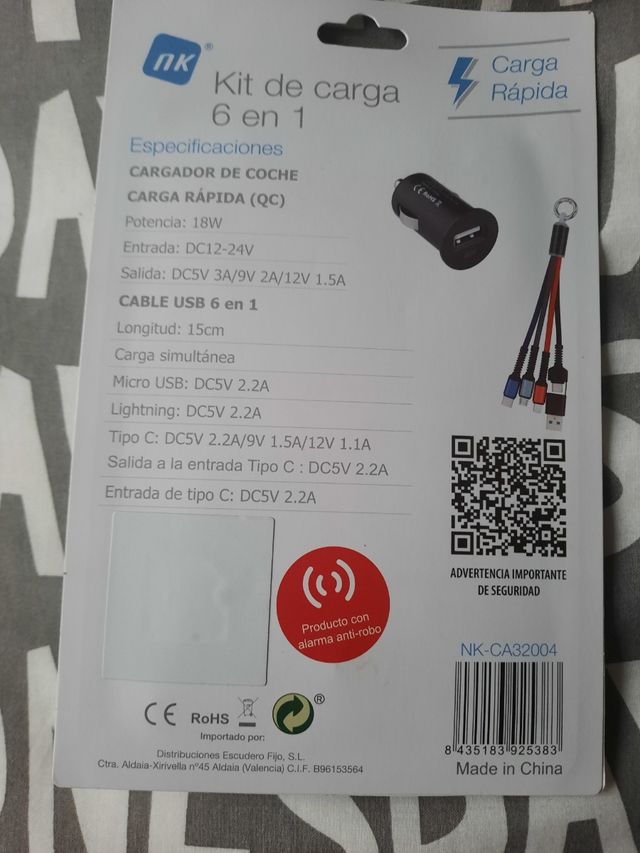 nk®
Kit de carga
6 en 1
Carga
Rápida
Especificaciones
CARGADOR DE COCHE
CARGA RÁPIDA (QC)
Potencia: 18W
Entrada: DC12-24V
Salida: DC5V 3A/9V 2A/12V 1.5A
CABLE USB 6 en 1
Longitud: 15cm
Carga simultánea
Micro USB: DC5V 2.2A
Lightning: DC5V 2.2A
Tipo C: DC5V 2.2A/9V 1.5A/12V 1.1A
Salida a la entrada Tipo C : DC5V 2.2A
Entrada de tipo C: DC5V 2.2A
CE RoHS
ADVERTENCIA IMPORTANTE
DE SEGURIDAD
Producto con
alarma anti-robo
NK-CA32004
8 435183 925383
Made in China
CE RoHS ®
Importado por:
Distribuciones Escudero Fijo, S.L.
Ctra. Aldaia-Xirivella nº45 Aldaia (Valencia) C.I.F. B96153564